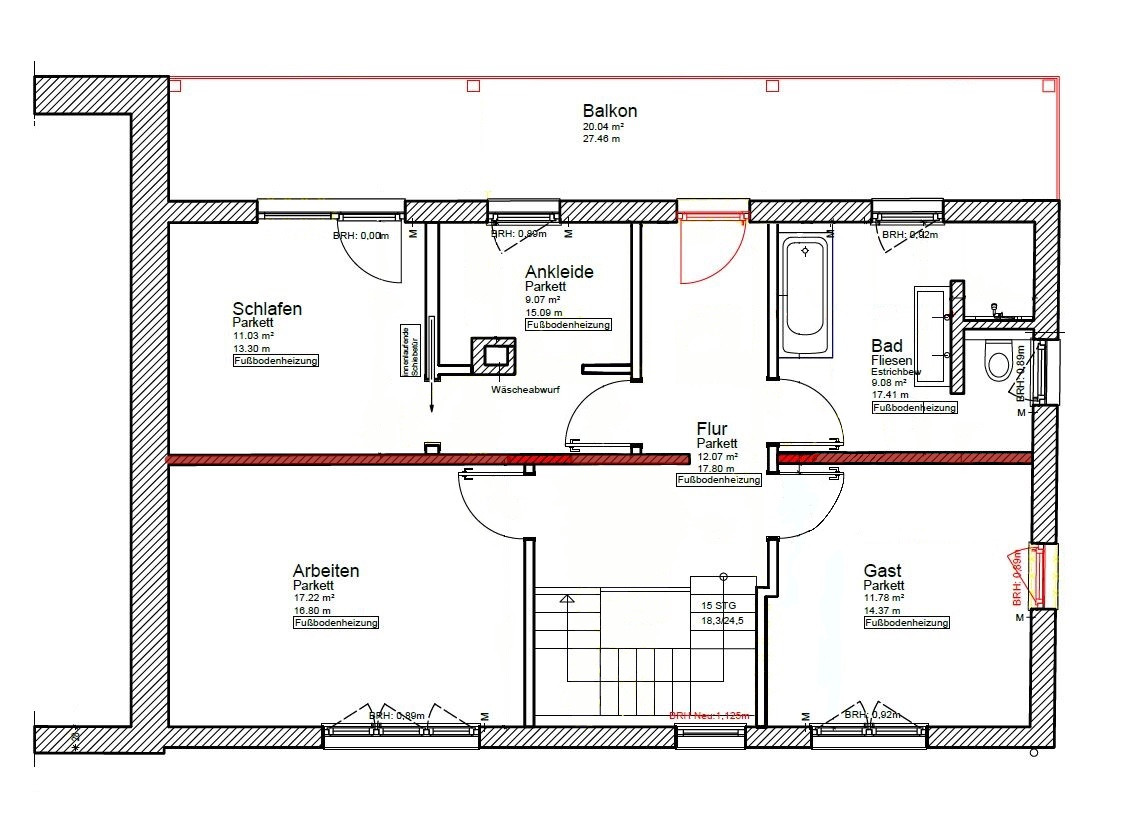 Balkon
20.04 m²
27.46 m
BRH: 0,00m
M
BRH: 0,89m
M
M
BRH: 0,92m
Schlafen
Parkett
11.03 m²
13.30 m
Fußbodenheizung
innenlaufende
Schiebetür
Ankleide
Parkett
9.07 m²
15.09 m
Fußbodenheizung
Wäscheabwurf
Bad
Fliesen
Estrichbew
9.08 m²
17.41 m
Fußbodenheizung
BRH: 0,89m
M
Flur
Parkett
12.07 m²
17.80 m
Fußbodenheizung
Arbeiten
Parkett
17.22 m²
16.80 m
Fußbodenheizung
15 STG
18,3/24,5
Gast
Parkett
11.78 m²
14.37 m
Fußbodenheizung
BRH: 0,89m
M
BRH: 0,89m
M
BRH Neu:1,125m
M
BRH: 0,92m